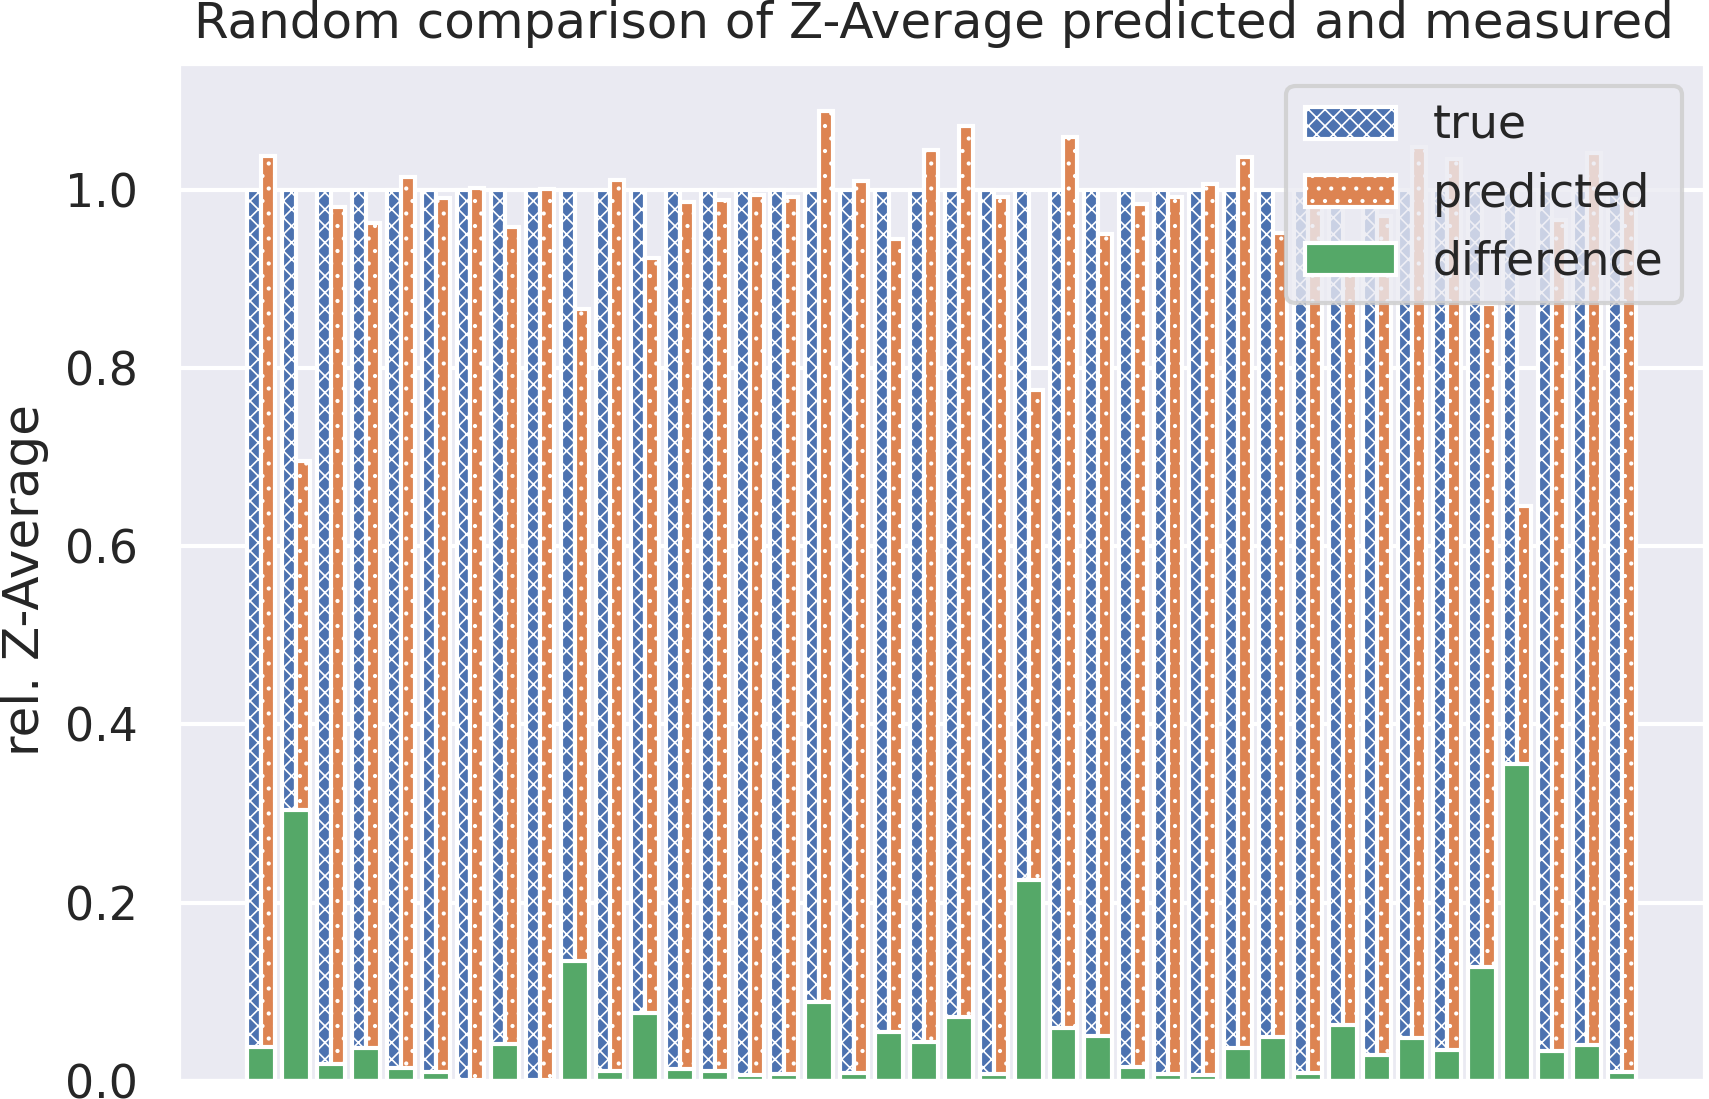 Random comparison of Z-Average predicted and measured
true
predicted
difference
1.0
0.8
0.6
0.4
0.2
0.0
rel. Z-Average